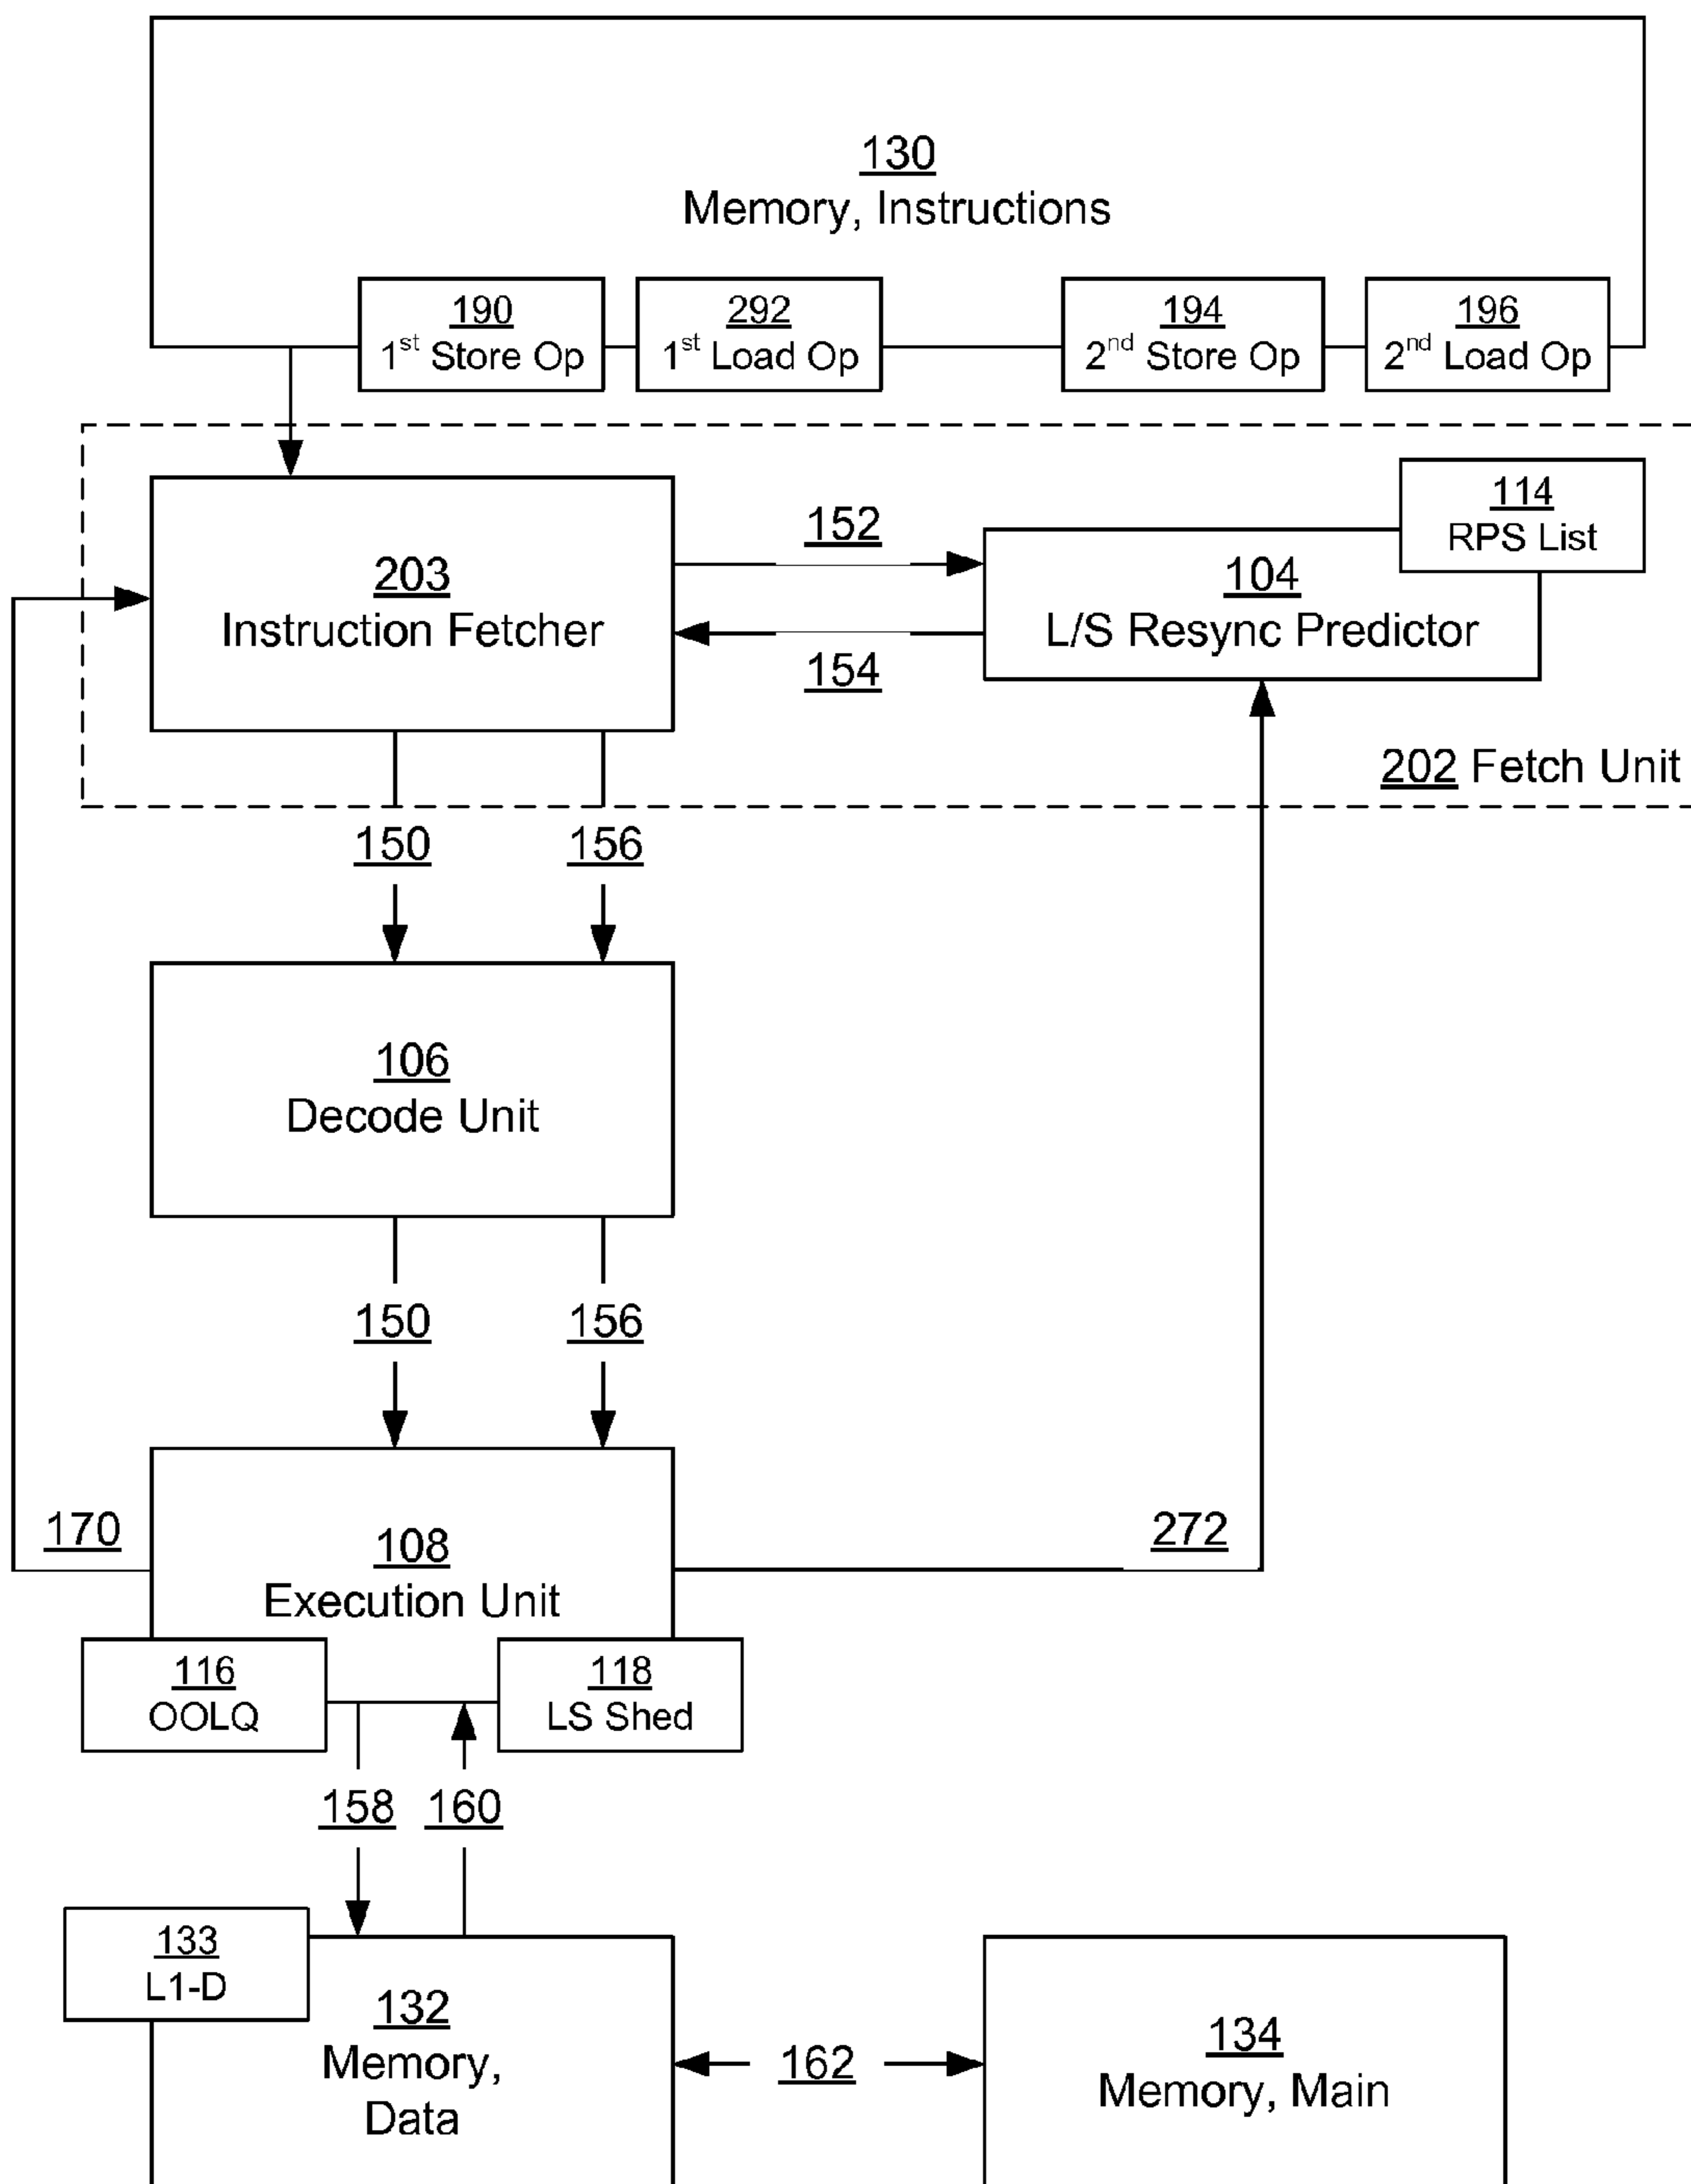 130
Memory, Instructions
190
1st Store Op
292
1st Load Op
194
2nd Store Op
196
2nd Load Op
114
RPS List
203
Instruction Fetcher
152
154
104
L/S Resync Predictor
202 Fetch Unit
150
156
106
Decode Unit
150
156
170
108
Execution Unit
272
116
OOLQ
118
LS Shed
158
160
133
L1-D
132
Memory,
Data
162
134
Memory, Main